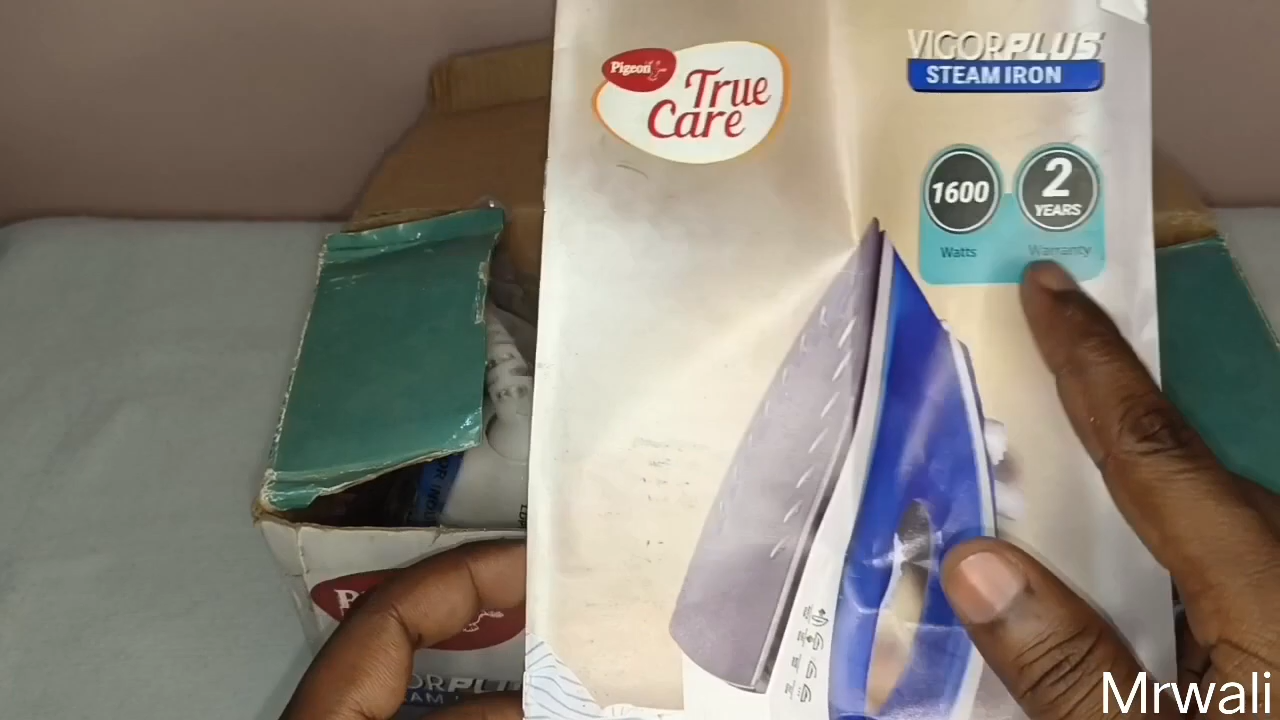 Pigeon
True
Care
VIGORPLUS
STEAM IRON
1600
Watts
2
YEARS
Warranty
Mrwali